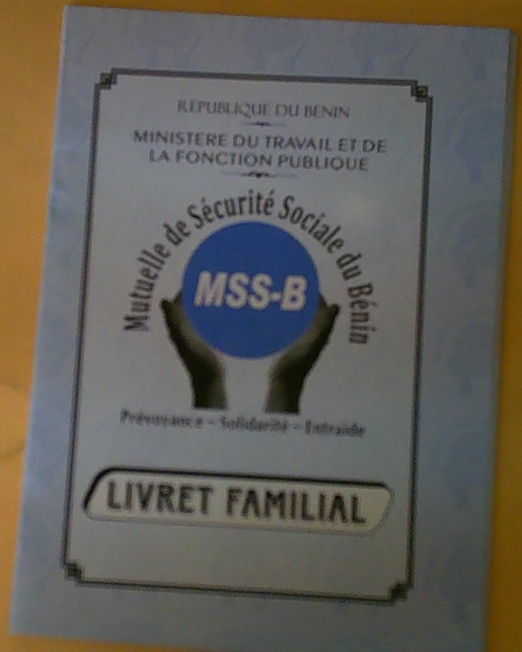 REPUBLIQUE DU BENIN
MINISTERE DU TRAVAIL ET DE
LA FONCTION PUBLIQUE
Mutuelle de Sécurité Sociale du Bénin
MSS-B
Prévoyance - Solidarité - Entraide
LIVRET FAMILIAL